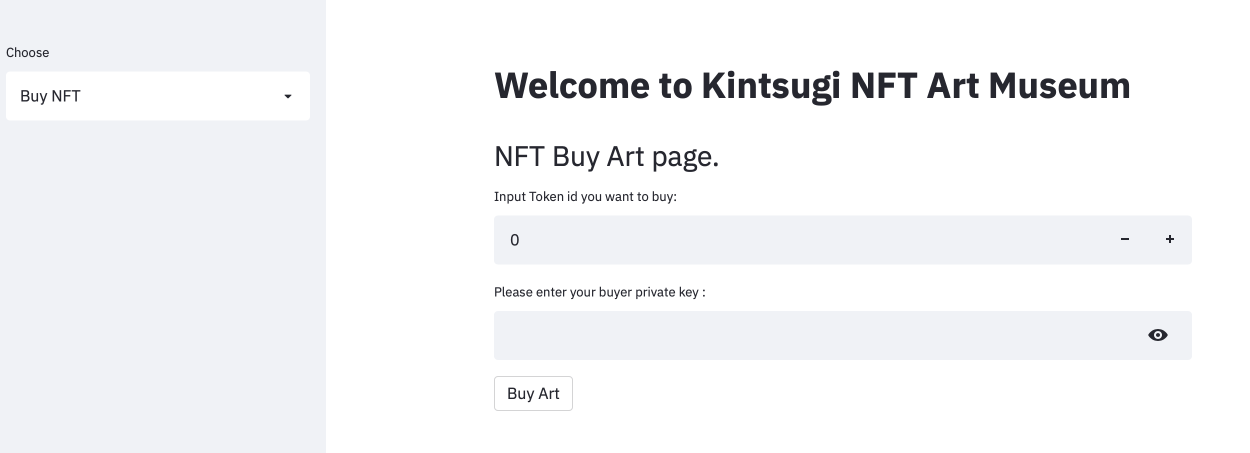 Choose
Buy NFT
Welcome to Kintsugi NFT Art Museum
NFT Buy Art page.
Input Token id you want to buy:
0
Please enter your buyer private key :
Buy Art